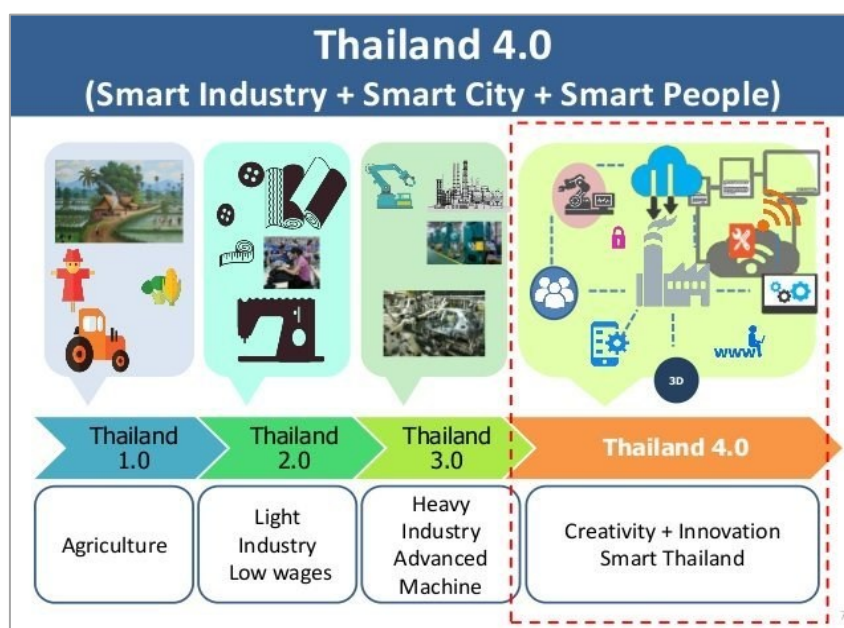 Thailand 4.0
(Smart Industry + Smart City + Smart People)
3D
www
Thailand
1.0
Thailand
2.0
Thailand
3.0
Thailand 4.0
Agriculture
Light
Industry
Low wages
Heavy
Industry
Advanced
Machine
Creativity + Innovation
Smart Thailand
7